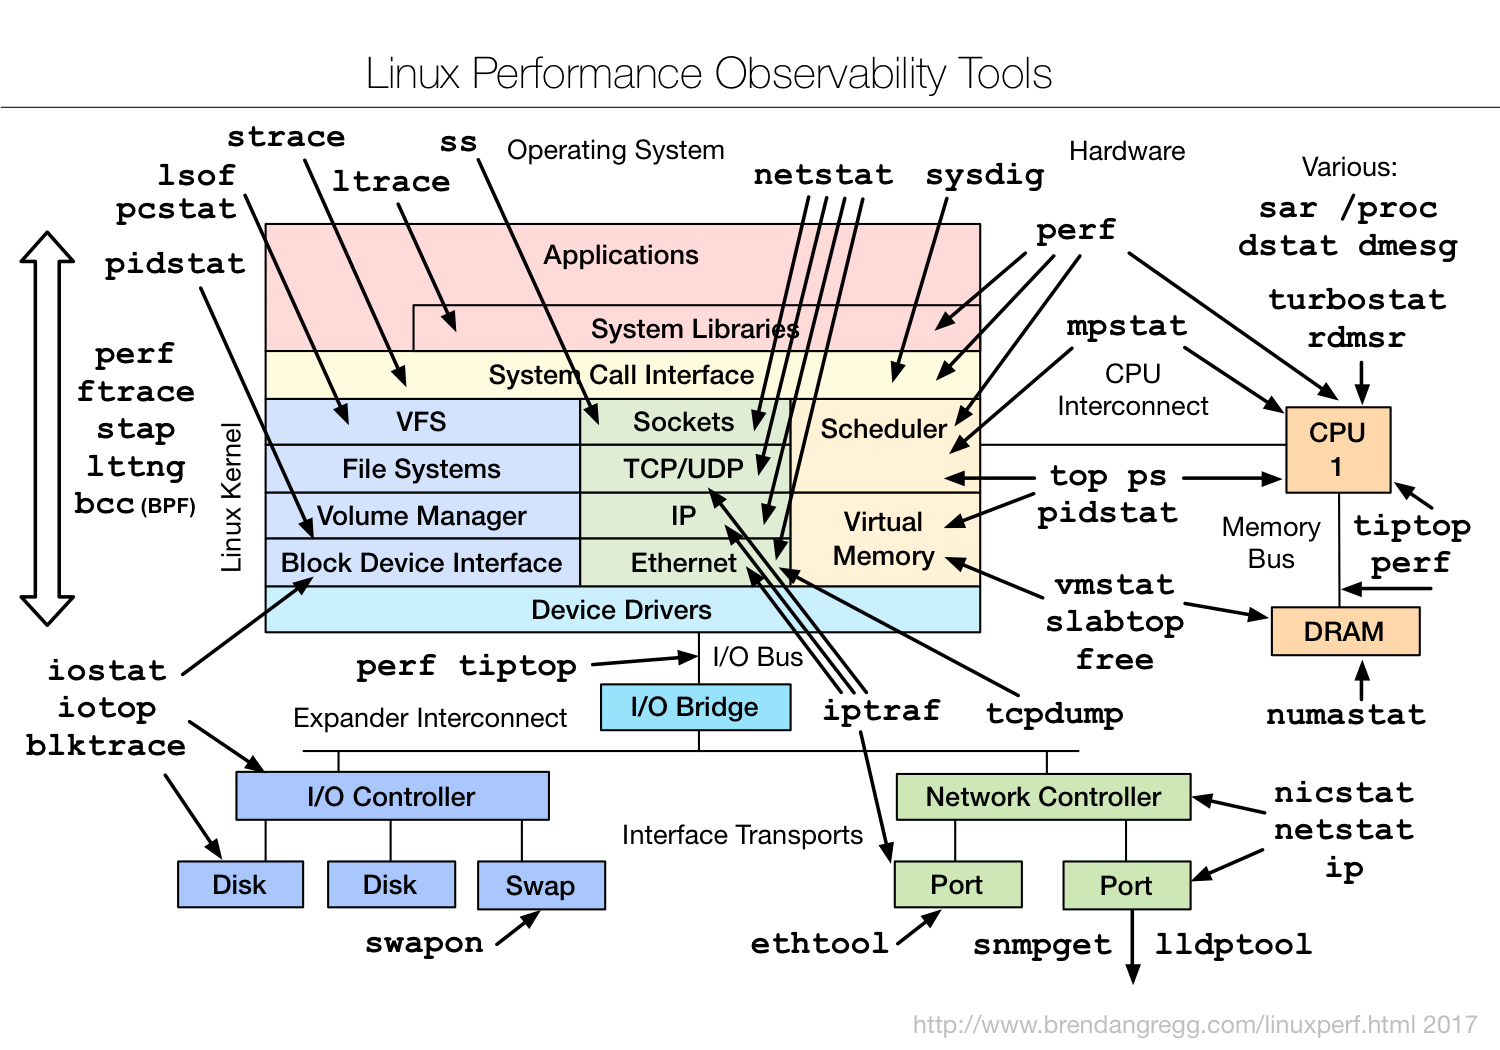 Linux Performance Observability Tools
strace
ss
Operating System
Hardware
Various:
lsof
ltrace
netstat
sysdig
sar /proc
pcstat
perf
dstat dmesg
pidstat
Applications
turbostat
rdmsr
System Libraries
mpstat
perf
ftrace
stap
lttng
bcc (BPF)
Linux Kernel
System Call Interface
CPU
Interconnect
VFS
Sockets
Scheduler
CPU
1
File Systems
TCP/UDP
top ps
pidstat
Volume Manager
IP
Virtual
Memory
Memory
Bus
tiptop
perf
Block Device Interface
Ethernet
vmstat
slabtop
free
Device Drivers
DRAM
iostat
iotop
blktrace
perf tiptop
I/O Bus
I/O Bridge
iptraf
tcpdump
numastat
Expander Interconnect
I/O Controller
Network Controller
nicstat
netstat
ip
Interface Transports
Disk
Disk
Swap
Port
Port
swapon
ethtool
snmpget
lldptool
http://www.brendangregg.com/linuxperf.html 2017